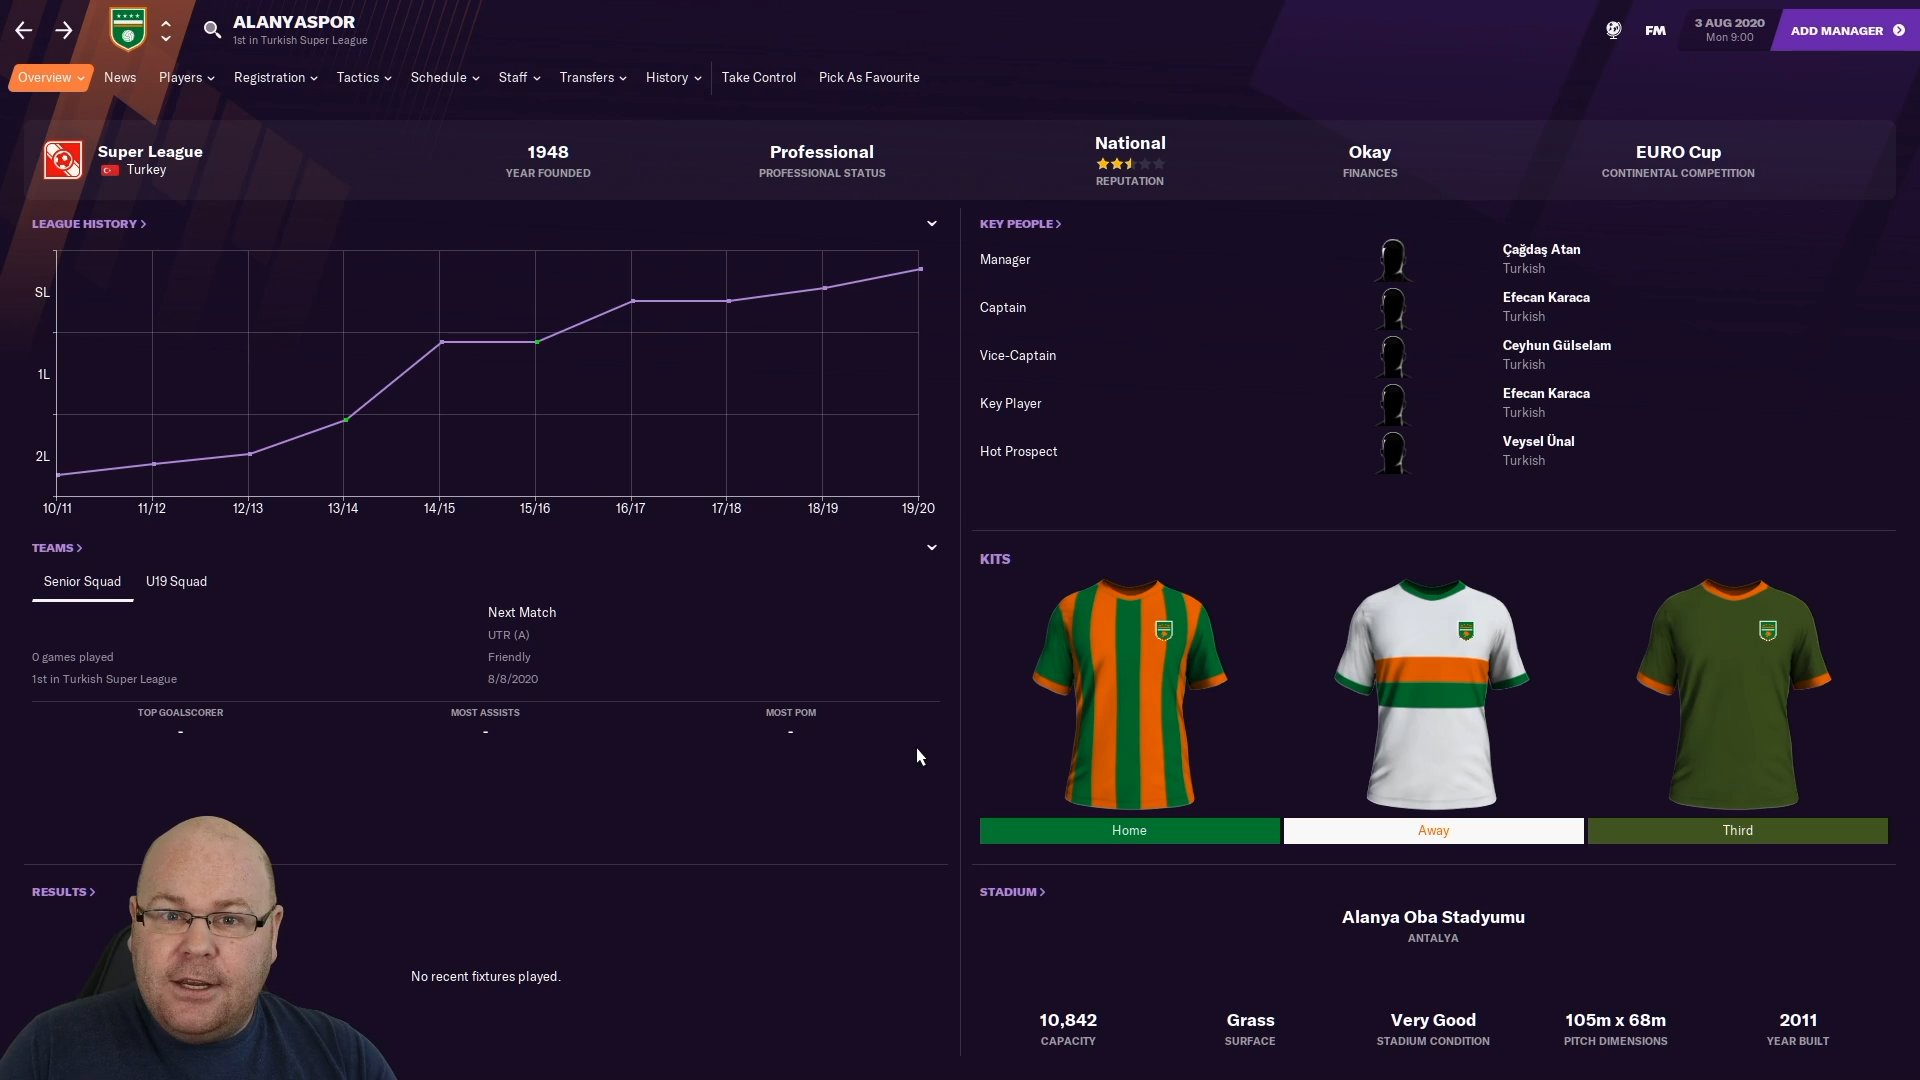 ALANYASPOR
1st in Turkish Super League
FM
3 AUG 2020
Mon 9:00
ADD MANAGER
Overview
News
Players
Registration
Tactics
Schedule
Staff
Transfers
History
Take Control
Pick As Favourite
Super League
Turkey
1948
YEAR FOUNDED
Professional
PROFESSIONAL STATUS
National
REPUTATION
Okay
FINANCES
EURO Cup
CONTINENTAL COMPETITION
LEAGUE HISTORY
SL
1L
2L
10/11
11/12
12/13
13/14
14/15
15/16
16/17
17/18
18/19
19/20
KEY PEOPLE
Manager
Çağdaş Atan
Turkish
Captain
Efecan Karaca
Turkish
Vice-Captain
Ceyhun Gülselam
Turkish
Key Player
Efecan Karaca
Turkish
Hot Prospect
Veysel Ünal
Turkish
TEAMS
Senior Squad
U19 Squad
Next Match
UTR (A)
0 games played
Friendly
1st in Turkish Super League
8/8/2020
TOP GOALSCORER
-
MOST ASSISTS
-
MOST POM
-
KITS
Home
Away
Third
RESULTS
No recent fixtures played.
STADIUM
Alanya Oba Stadyumu
ANTALYA
10,842
CAPACITY
Grass
SURFACE
Very Good
STADIUM CONDITION
105m x 68m
PITCH DIMENSIONS
2011
YEAR BUILT